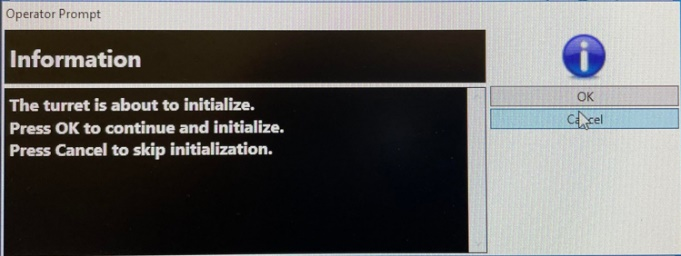 Operator Prompt
Information
The turret is about to initialize.
Press OK to continue and initialize.
Press Cancel to skip initialization.
OK
Cancel